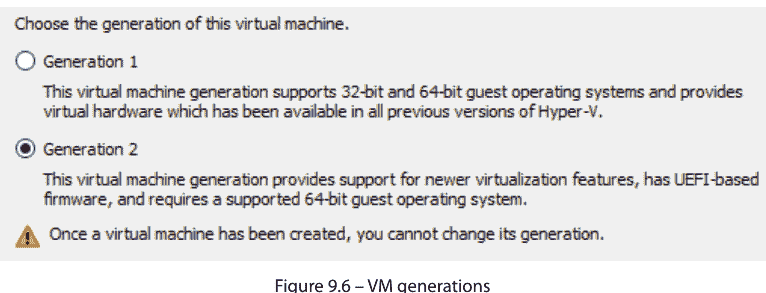 Choose the generation of this virtual machine.
Generation 1
This virtual machine generation supports 32-bit and 64-bit guest operating systems and provides
virtual hardware which has been available in all previous versions of Hyper-V.
Generation 2
This virtual machine generation provides support for newer virtualization features, has UEFI-based
firmware, and requires a supported 64-bit guest operating system.
Once a virtual machine has been created, you cannot change its generation.
Figure 9.6 – VM generations